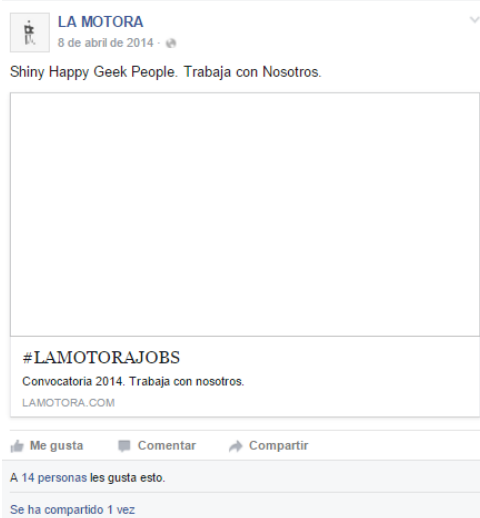 LA MOTORA
8 de abril de 2014 ·
Shiny Happy Geek People. Trabaja con Nosotros.
#LAMOTORAJOBS
Convocatoria 2014. Trabaja con nosotros.
LAMOTORA.COM
Me gusta Comentar Compartir
A 14 personas les gusta esto.
Se ha compartido 1 vez